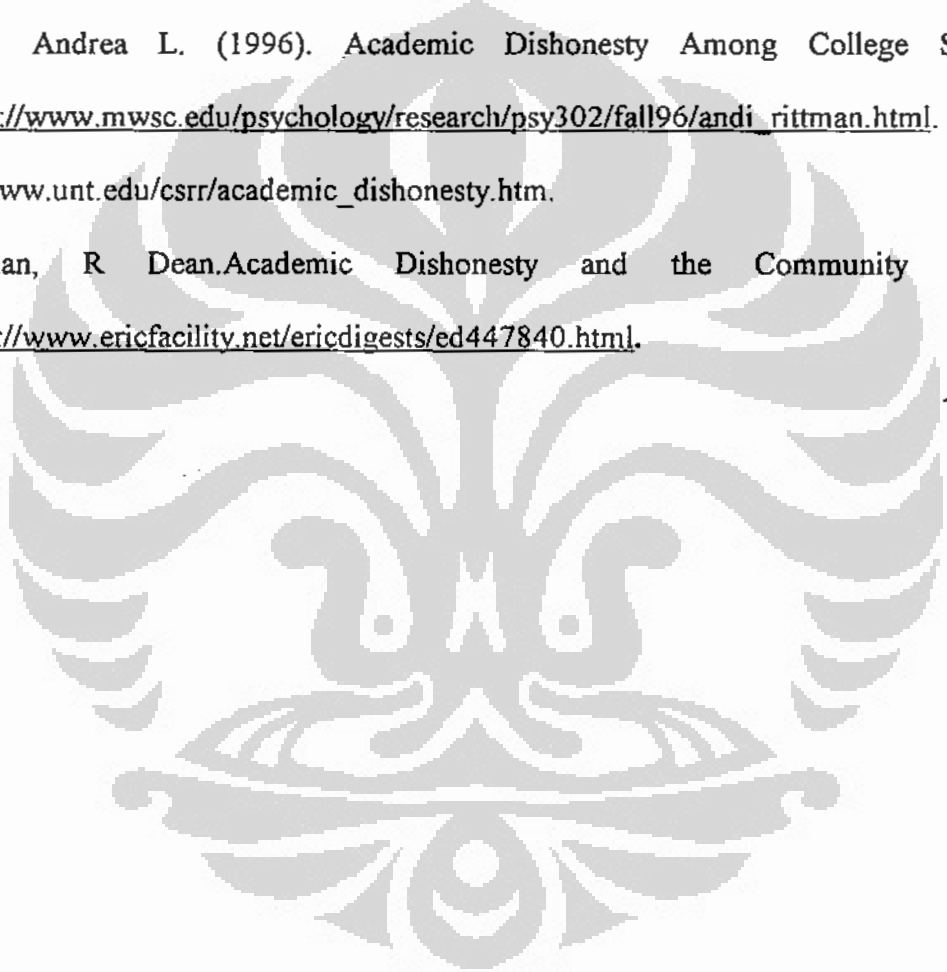 Andrea L. (1996). Academic Dishonesty Among College S
://www.mwsc.edu/psychology/research/psy302/fall96/andi_rittman.html.
ww.unt.edu/csrr/academic_dishonesty.htm.
an, R Dean.Academic Dishonesty and the Community
://www.ericfacility.net/ericdigests/ed447840.html.